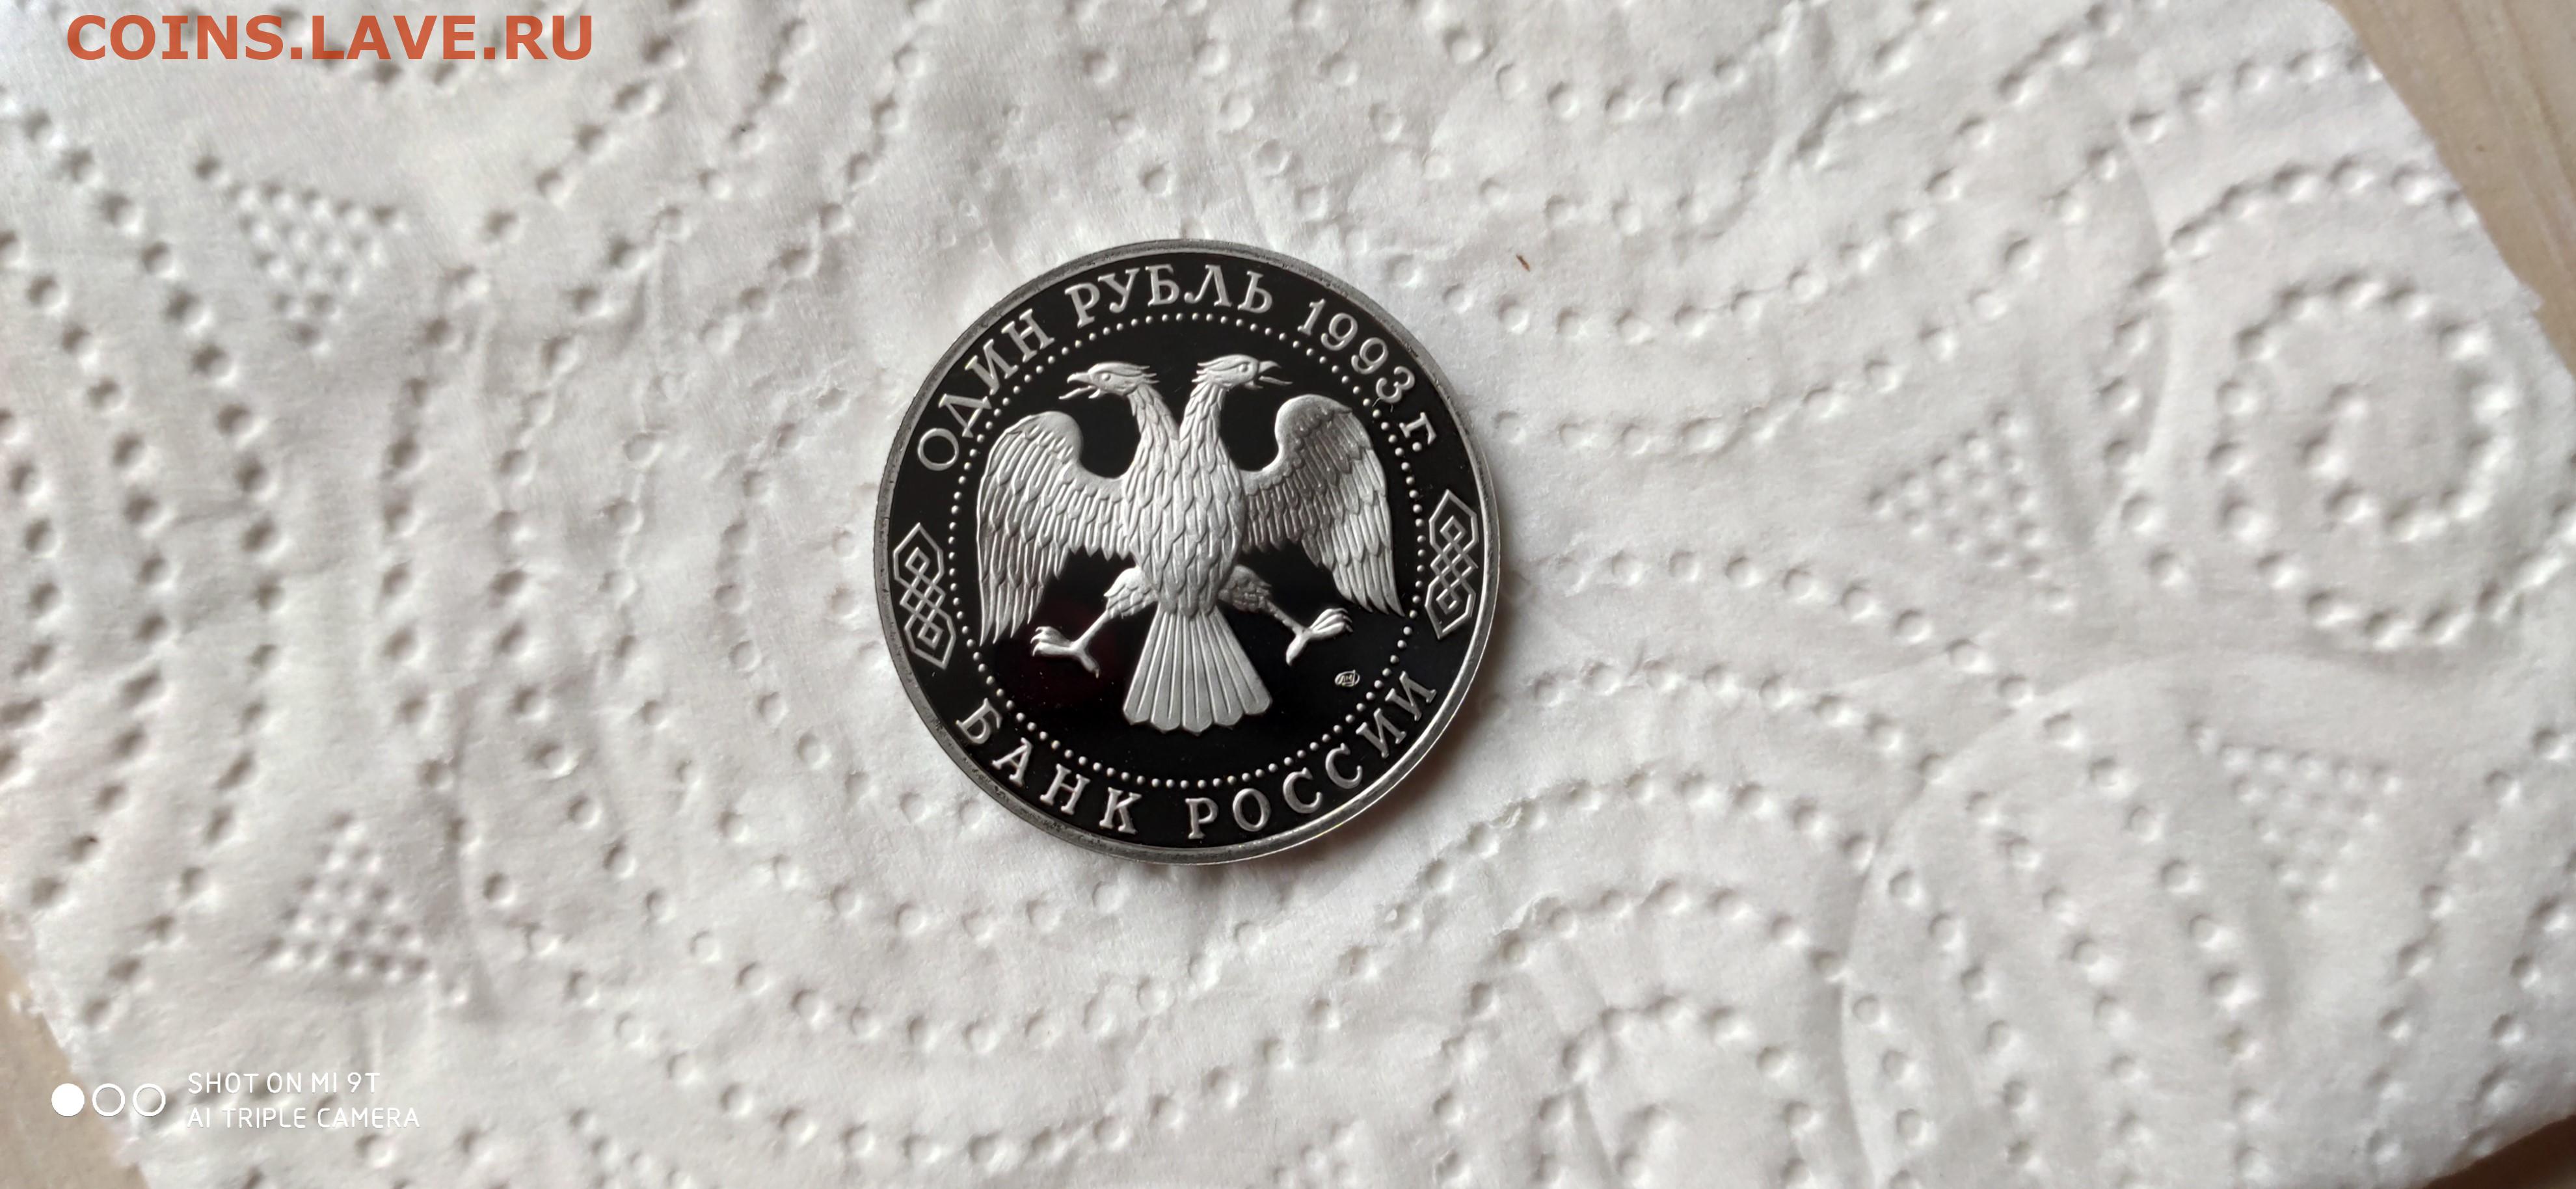 COINS.LAVE.RU
ОДИН РУБЛЬ 1993 г.
БАНК РОССИИ
SHOT ON MI 9T
AI TRIPLE CAMERA